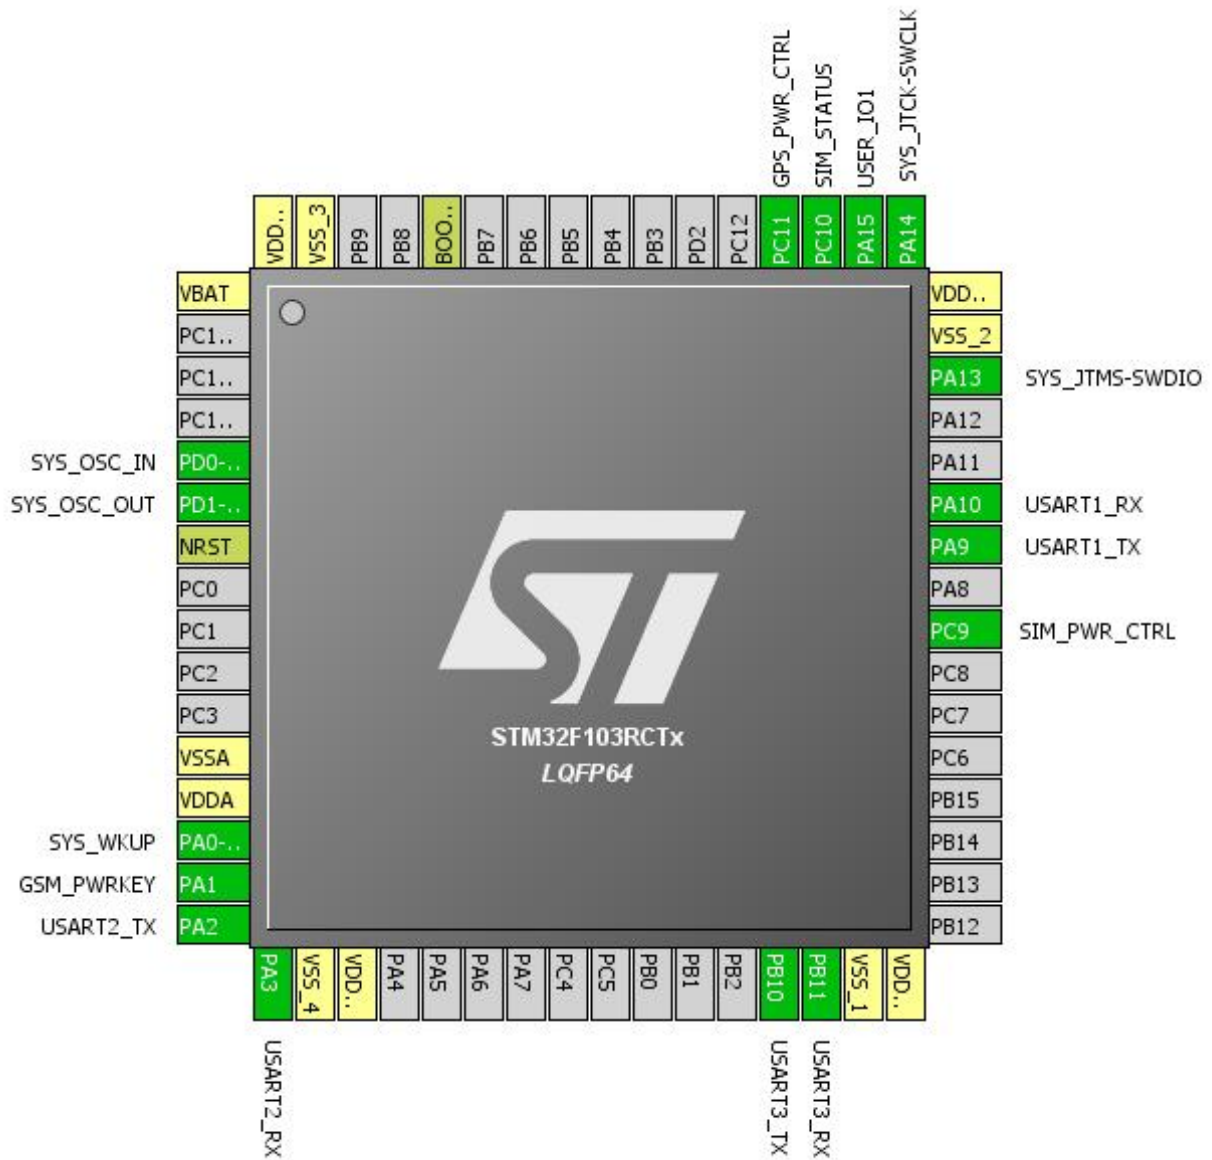 GPS_PWR_CTRL
SIM_STATUS
USER_IO1
SYS_JTCK-SWCLK
VDD..
VSS_3
PB9
PB8
BOO..
PB7
PB6
PB5
PB4
PB3
PD2
PC12
PC11
PC10
PA15
PA14
VBAT
PC1..
PC1..
PC1..
SYS_OSC_IN PD0-..
SYS_OSC_OUT PD1-..
NRST
PC0
PC1
PC2
PC3
VSSA
VDDA
SYS_WKUP PA0-..
GSM_PWRKEY PA1
USART2_TX PA2
ST
STM32F103RCTx
LQFP64
VDD..
VSS_2
PA13 SYS_JTMS-SWDIO
PA12
PA11
PA10 USART1_RX
PA9 USART1_TX
PA8
PC9 SIM_PWR_CTRL
PC8
PC7
PC6
PB15
PB14
PB13
PB12
PA3
VSS_4
VDD..
PA4
PA5
PA6
PA7
PC4
PC5
PB0
PB1
PB2
PB10
PB11
VSS_1
VDD..
USART2_RX
USART3_TX
USART3_RX